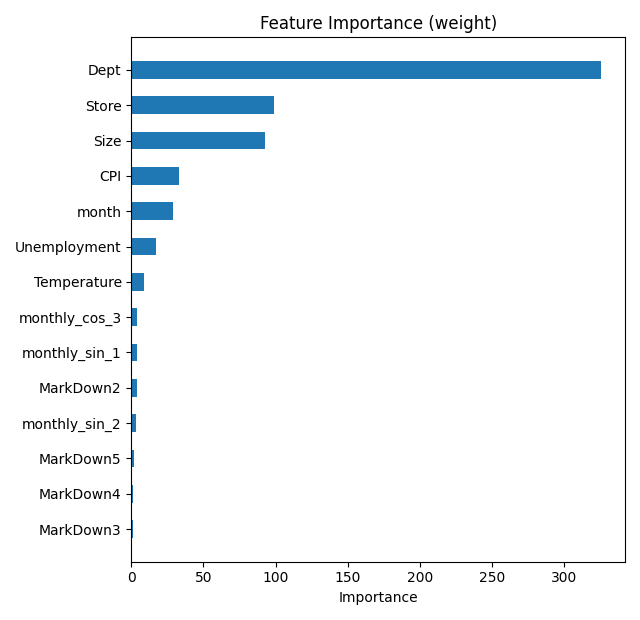 Feature Importance (weight)
Dept
Store
Size
CPI
month
Unemployment
Temperature
monthly_cos_3
monthly_sin_1
MarkDown2
monthly_sin_2
MarkDown5
MarkDown4
MarkDown3
0 50 100 150 200 250 300
Importance